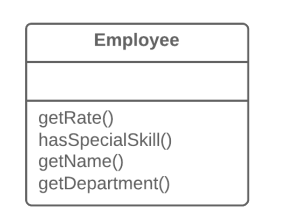 Employee
getRate()
hasSpecialSkill()
getName()
getDepartment()